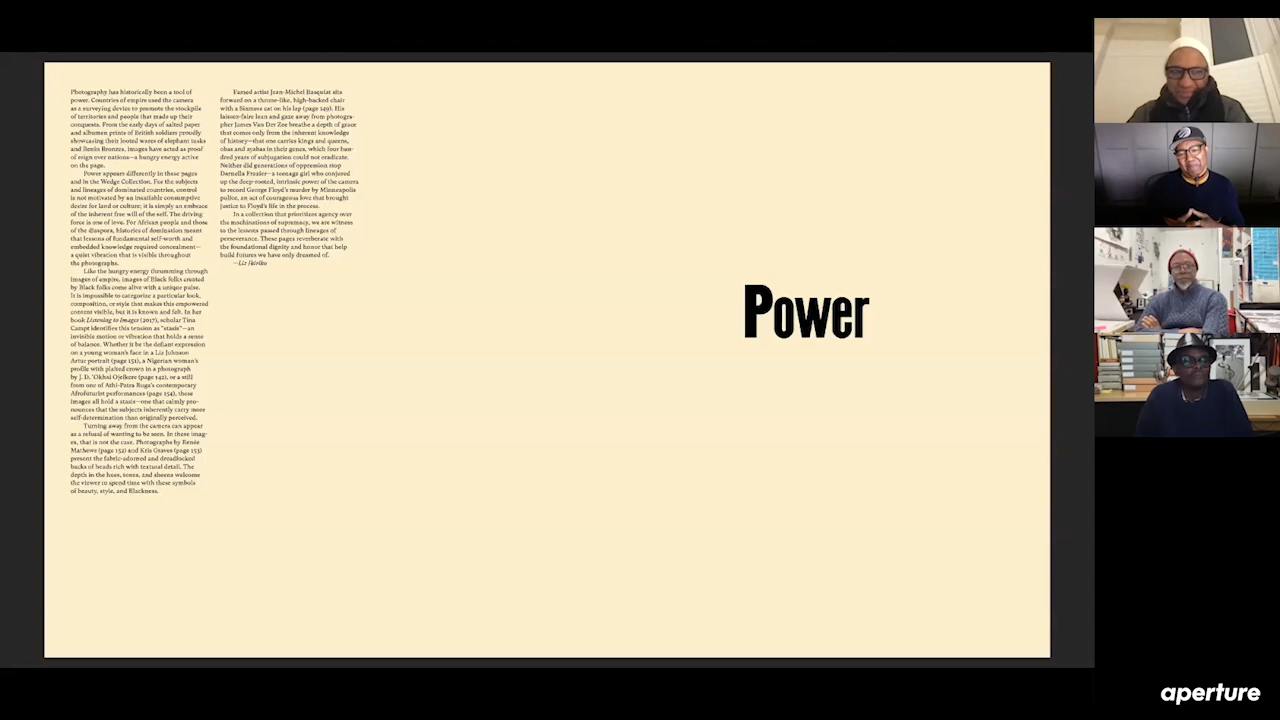 Photography has historically been a tool of
power. Countries of empire used the camera
as a surveying device to promote the stockpile
of territories and people that made up their
conquests. From the early days of salted paper
and albumen prints of British soldiers proudly
showcasing their looted wares of elephant tusks
and Benin Bronzes, images have acted as proof
of reign over nations—a hungry energy active
on the page.
Power appears differently in these pages
and in the Wedge Collection. For the subjects
and lineages of dominated countries, control
is not motivated by an insatiable consumptive
desire for land or culture; it is simply an embrace
of the inherent free will of the self. The driving
force is one of love. For African people and those
of the diaspora, histories of domination meant
that lessons of fundamental self-worth and
embedded knowledge required concealment—
a quiet vibration that is visible throughout
the photographs.
Like the hungry energy thrumming through
images of empire, images of Black folks created
by Black folks come alive with a unique pulse.
It is impossible to categorize a particular look,
composition, or style that makes this empowered
content visible, but it is known and felt. In her
book Listening to Images (2017), scholar Tina
Campt identifies this tension as "stasis"—an
invisible motion or vibration that holds a sense
of balance. Whether it be the defiant expression
on a young woman's face in a Liz Johnson
Artur portrait (page 151), a Nigerian woman's
profile with plaited crown in a photograph
by J. D. 'Okhai Ojeikere (page 142), or a still
from one of Athi-Patra Ruga's contemporary
Afrofuturist performances (page 154), these
images all hold a stasis—one that calmly pro-
nounces that the subjects inherently carry more
self-determination than originally perceived.
Turning away from the camera can appear
as a refusal of wanting to be seen. In these imag-
es, that is not the case. Photographs by Renée
Mathews (page 152) and Kris Graves (page 153)
present the fabric-adorned and dreadlocked
backs of heads rich with textural detail. The
depth in the hues, tones, and sheens welcome
the viewer to spend time with these symbols
of beauty, style, and Blackness.
Famed artist Jean-Michel Basquiat sits
forward on a throne-like, high-backed chair
with a Siamese cat on his lap (page 149). His
laissez-faire lean and gaze away from photogra-
pher James Van Der Zee breathe a depth of grace
that comes only from the inherent knowledge
of history—that one carries kings and queens,
obas and ayabas in their genes, which four hun-
dred years of subjugation could not eradicate.
Neither did generations of oppression stop
Darnella Frazier—a teenage girl who conjured
up the deep-rooted, intrinsic power of the camera
to record George Floyd's murder by Minneapolis
police, an act of courageous love that brought
justice to Floyd's life in the process.
In a collection that prioritizes agency over
the machinations of supremacy, we are witness
to the lessons passed through lineages of
perseverance. These pages reverberate with
the foundational dignity and honor that help
build futures we have only dreamed of.
—Liz Ikiriko
Power
aperture